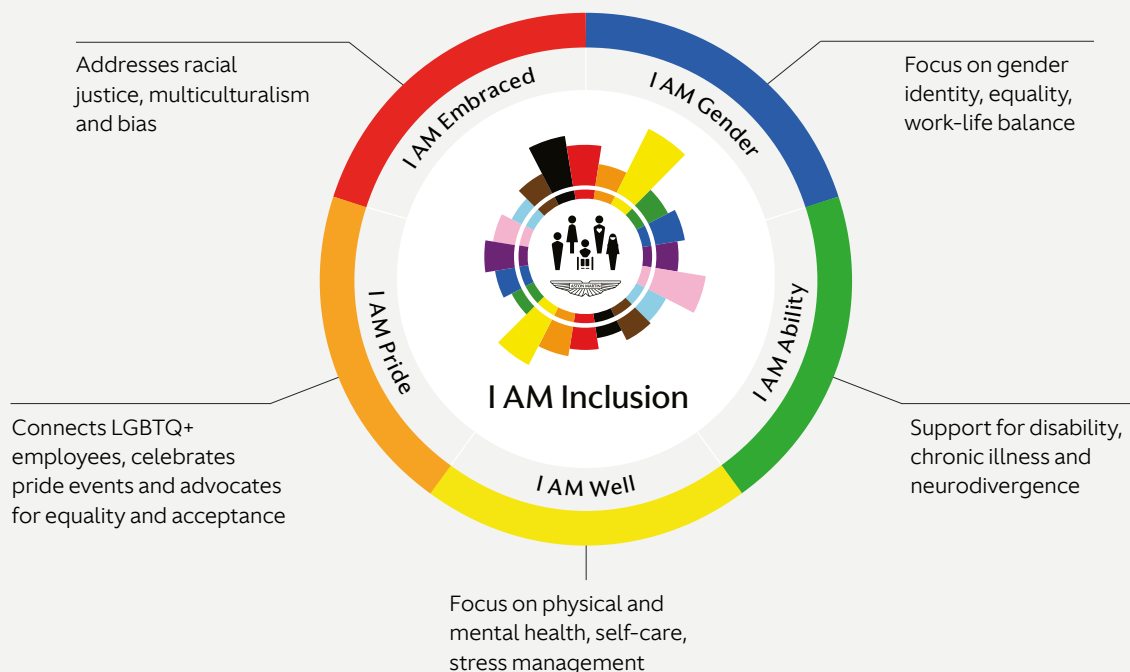 Addresses racial
justice, multiculturalism
and bias
Focus on gender
identity, equality,
work-life balance
I AM Embraced
I AM Gender
ASTON MARTIN
I AM Inclusion
I AM Pride
I AM Ability
I AM Well
Connects LGBTQ+
employees, celebrates
pride events and advocates
for equality and acceptance
Support for disability,
chronic illness and
neurodivergence
Focus on physical and
mental health, self-care,
stress management